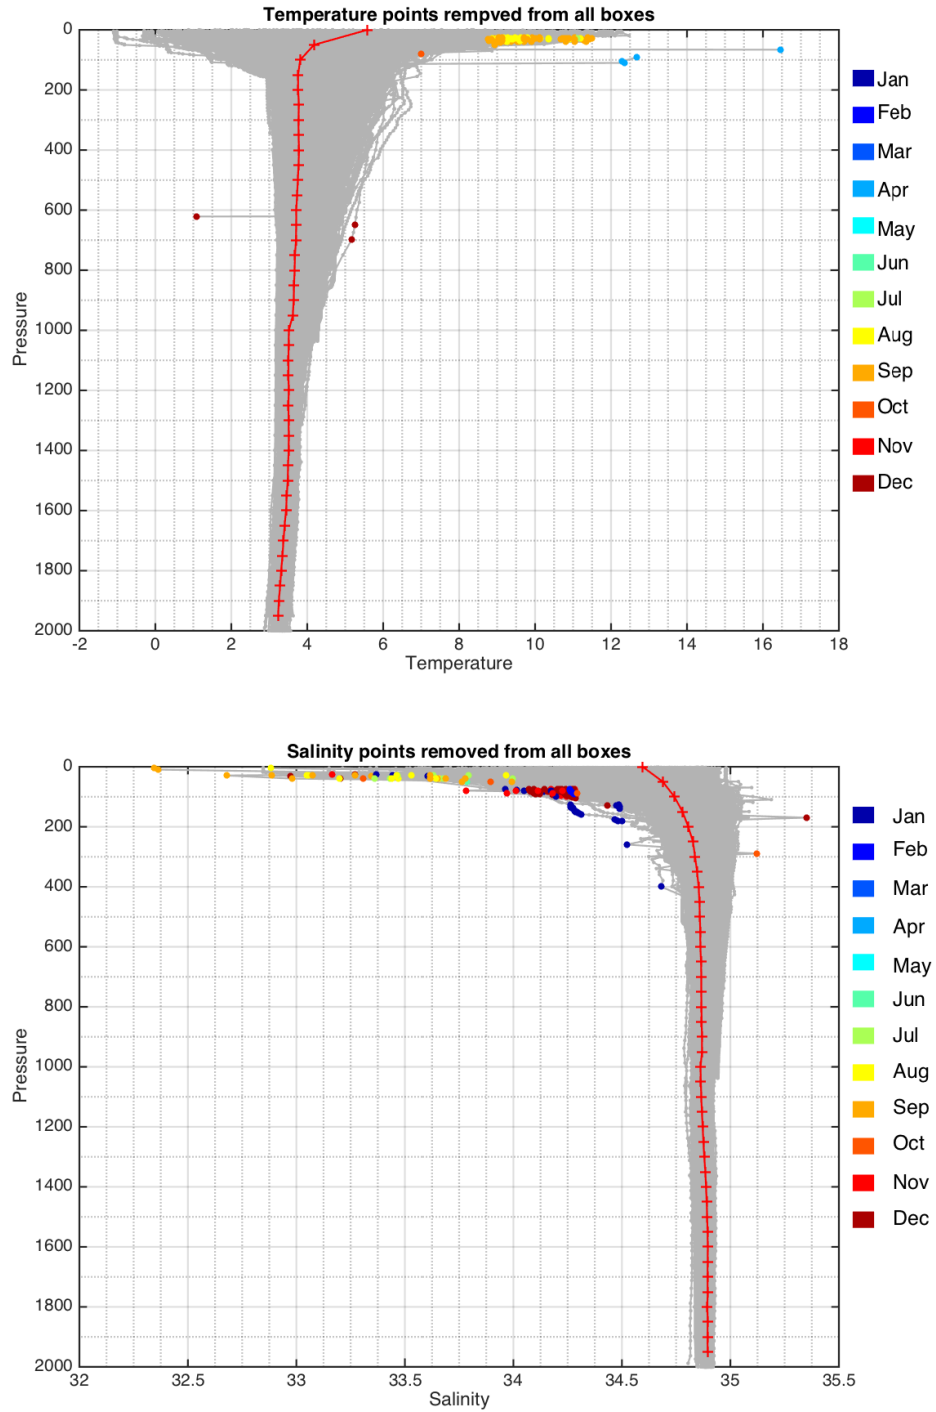 Temperature points rempved from all boxes
0
200
400
600
800
1000
1200
1400
1600
1800
2000
Pressure
-2 0 2 4 6 8 10 12 14 16 18
Temperature
Jan
Feb
Mar
Apr
May
Jun
Jul
Aug
Sep
Oct
Nov
Dec
Salinity points removed from all boxes
0
200
400
600
800
1000
1200
1400
1600
1800
2000
Pressure
32 32.5 33 33.5 34 34.5 35 35.5
Salinity
Jan
Feb
Mar
Apr
May
Jun
Jul
Aug
Sep
Oct
Nov
Dec